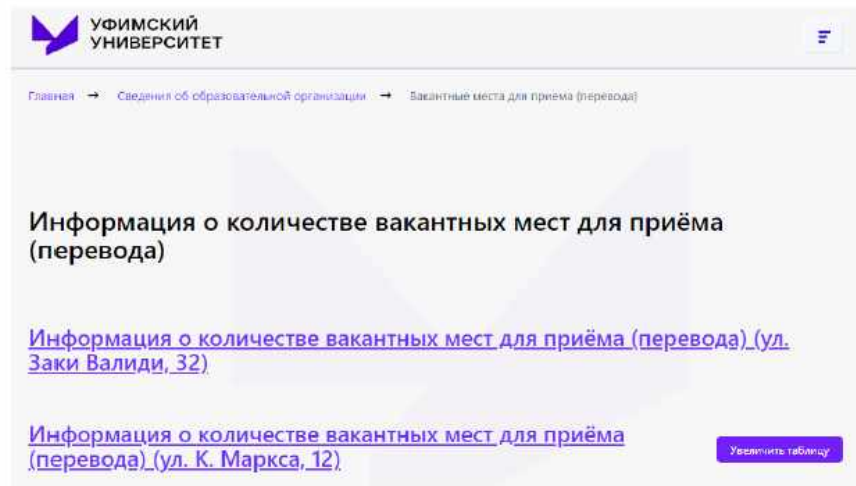 УФИМСКИЙ
УНИВЕРСИТЕТ
Главная → Сведения об образовательной организации → Вакантные места для приема (перевода)
Информация о количестве вакантных мест для приёма
(перевода)
Информация о количестве вакантных мест для приёма (перевода) (ул.
Заки Валиди, 32)
Информация о количестве вакантных мест для приёма
(перевода) (ул. К. Маркса, 12)
Увеличить таблицу